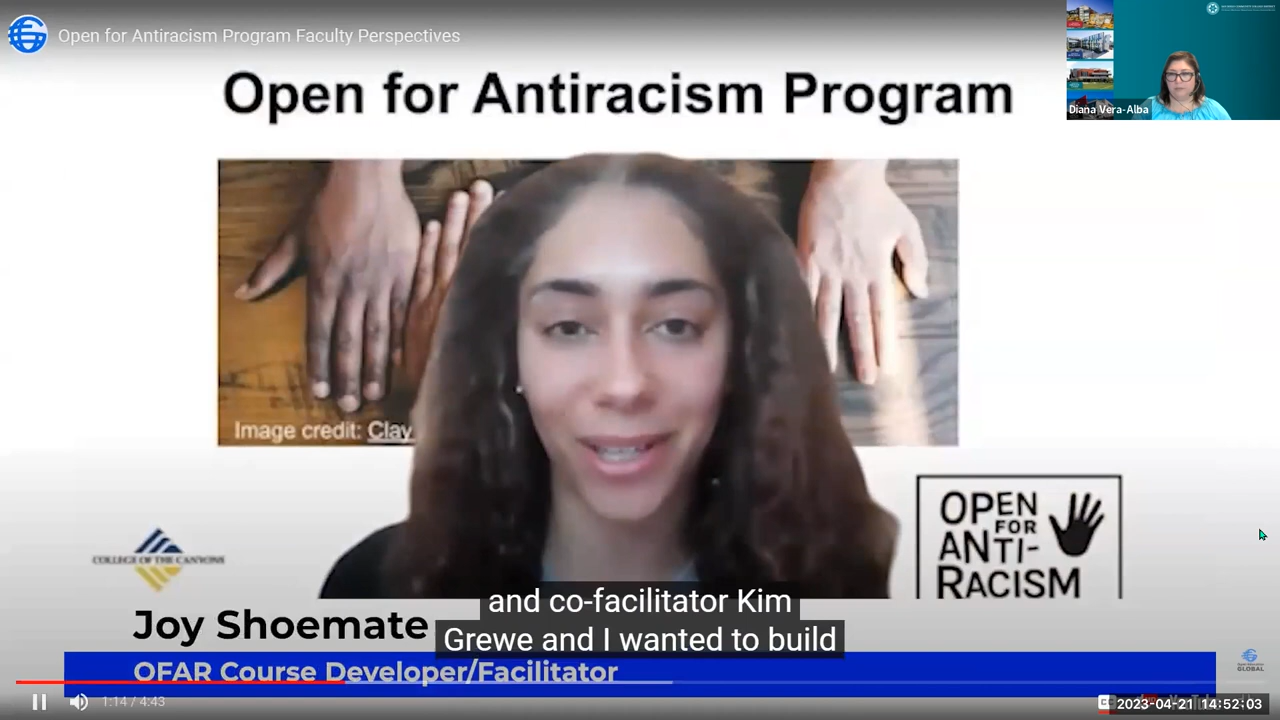 Open for Antiracism Program Faculty Perspectives
Open for Antiracism Program
Diana Vera-Alba
Image credit: Clay
COLLEGE OF THE CANYONS
OPEN
FOR
ANTI-
RACISM
and co-facilitator Kim
Grewe and I wanted to build
Joy Shoemate
OFAR Course Developer/Facilitator
GLOBAL
1:14 / 4:43
CC
2023-04-21 14:52:03